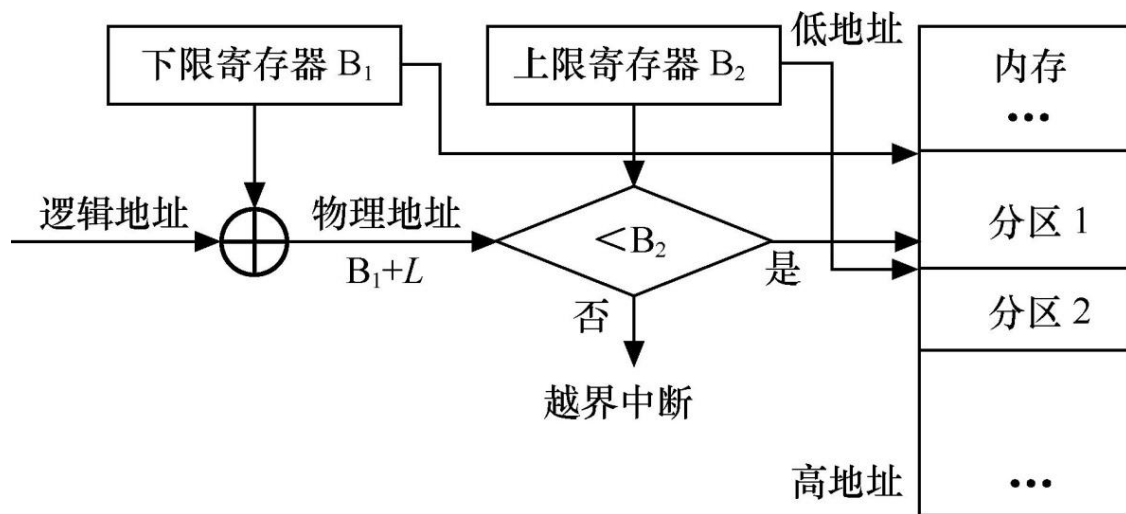 下限寄存器 B₁
上限寄存器 B₂
低地址
内存
•••
逻辑地址
物理地址
B₁+L
＜B₂
是
否
越界中断
分区 1
分区 2
高地址
•••